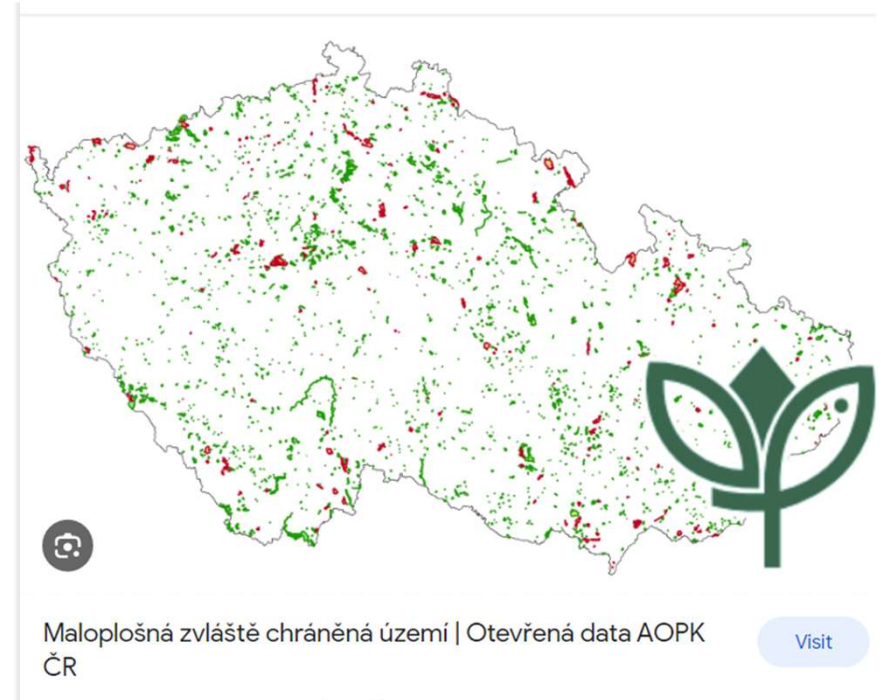 Maloplošná zvláště chráněná území | Otevřená data AOPK
ČR
Visit